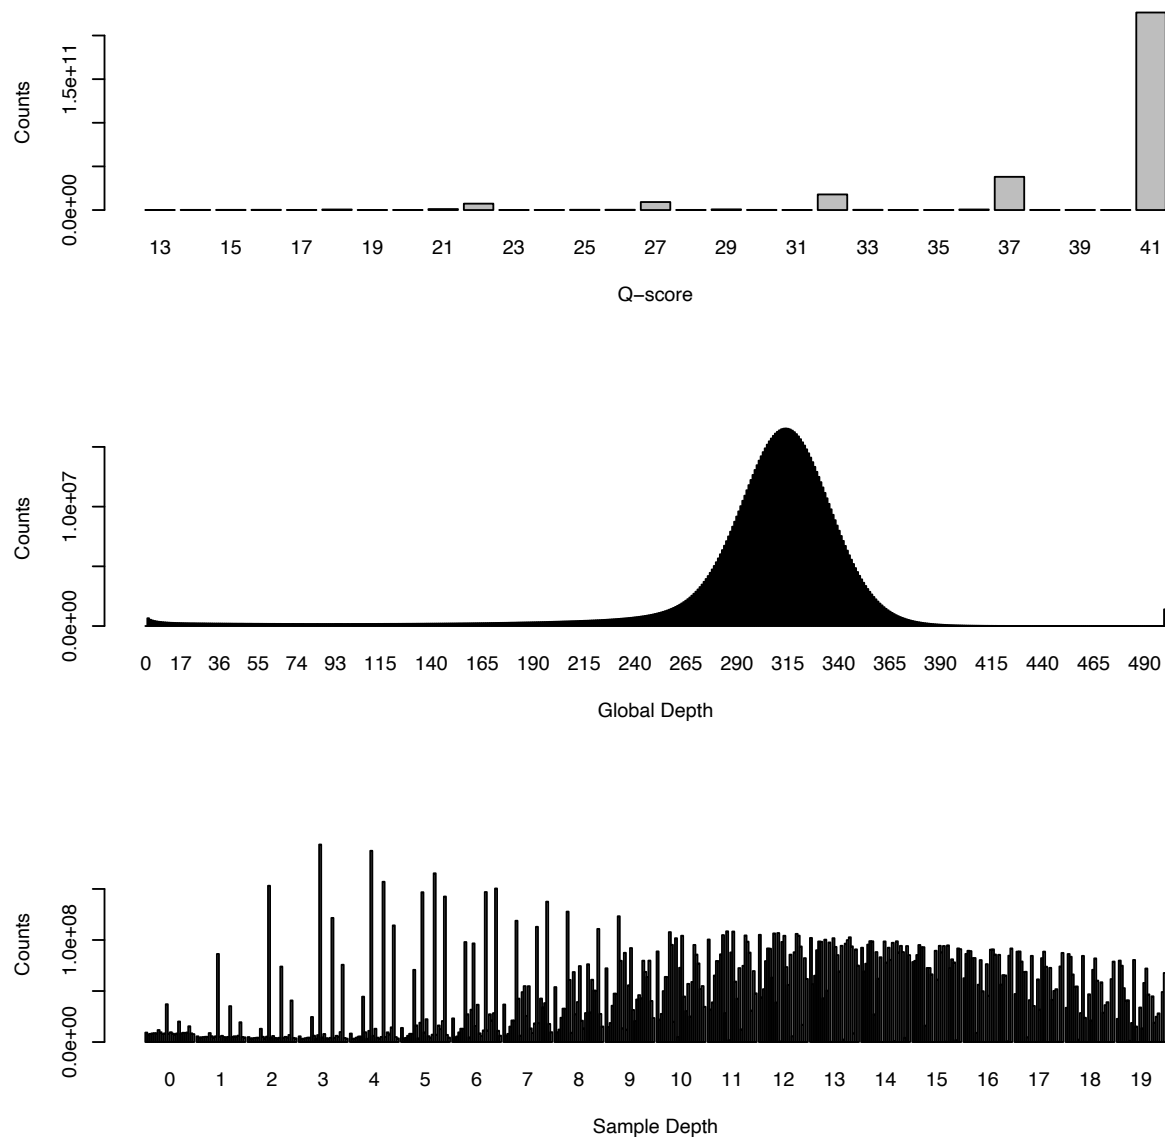 Counts
0.0e+00 1.5e+11
13 15 17 19 21 23 25 27 29 31 33 35 37 39 41
Q−score
Counts
0.0e+00 1.0e+07
0 17 36 55 74 93 115 140 165 190 215 240 265 290 315 340 365 390 415 440 465 490
Global Depth
Counts
0.0e+00 1.0e+08
0 1 2 3 4 5 6 7 8 9 10 11 12 13 14 15 16 17 18 19
Sample Depth